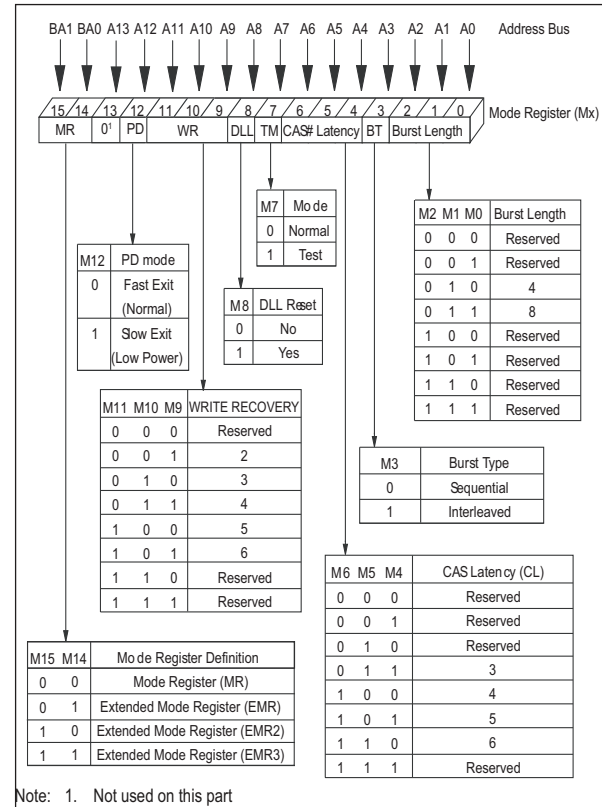 BA1 BA0 A13 A12 A11 A10 A9 A8 A7 A6 A5 A4 A3 A2 A1 A0 Address Bus
15 14 13 12 11 10 9 8 7 6 5 4 3 2 1 0 Mode Register (Mx)
MR 0¹ PD WR DLL TM CAS# Latency BT Burst Length
M7 Mode
0 Normal
1 Test
M2 M1 M0 Burst Length
0 0 0 Reserved
0 0 1 Reserved
0 1 0 4
0 1 1 8
1 0 0 Reserved
1 0 1 Reserved
1 1 0 Reserved
1 1 1 Reserved
M12 PD mode
0 Fast Exit
(Normal)
1 Slow Exit
(Low Power)
M8 DLL Reset
0 No
1 Yes
M11 M10 M9 WRITE RECOVERY
0 0 0 Reserved
0 0 1 2
0 1 0 3
0 1 1 4
1 0 0 5
1 0 1 6
1 1 0 Reserved
1 1 1 Reserved
M3 Burst Type
0 Sequential
1 Interleaved
M6 M5 M4 CAS Latency (CL)
0 0 0 Reserved
0 0 1 Reserved
0 1 0 Reserved
0 1 1 3
1 0 0 4
1 0 1 5
1 1 0 6
1 1 1 Reserved
M15 M14 Mode Register Definition
0 0 Mode Register (MR)
0 1 Extended Mode Register (EMR)
1 0 Extended Mode Register (EMR2)
1 1 Extended Mode Register (EMR3)
Note: 1. Not used on this part